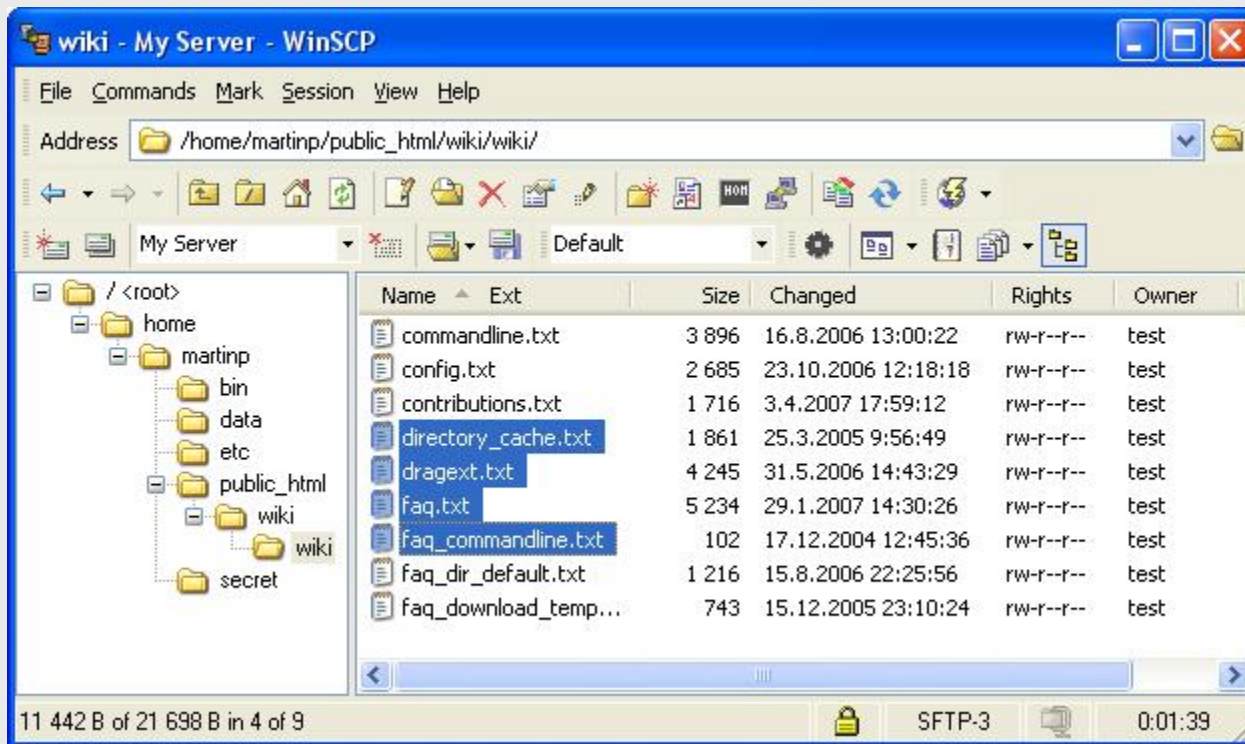 wiki - My Server - WinSCP
File Commands Mark Session View Help
Address /home/martinp/public_html/wiki/wiki/
My Server Default
/ <root>
home
martinp
bin
data
etc
public_html
wiki
wiki
secret
Name Ext Size Changed Rights Owner
commandline.txt 3 896 16.8.2006 13:00:22 rw-r--r-- test
config.txt 2 685 23.10.2006 12:18:18 rw-r--r-- test
contributions.txt 1 716 3.4.2007 17:59:12 rw-r--r-- test
directory_cache.txt 1 861 25.3.2005 9:56:49 rw-r--r-- test
dragext.txt 4 245 31.5.2006 14:43:29 rw-r--r-- test
faq.txt 5 234 29.1.2007 14:30:26 rw-r--r-- test
faq_commandline.txt 102 17.12.2004 12:45:36 rw-r--r-- test
faq_dir_default.txt 1 216 15.8.2006 22:25:56 rw-r--r-- test
faq_download_temp... 743 15.12.2005 23:10:24 rw-r--r-- test
11 442 B of 21 698 B in 4 of 9 SFTP-3 0:01:39